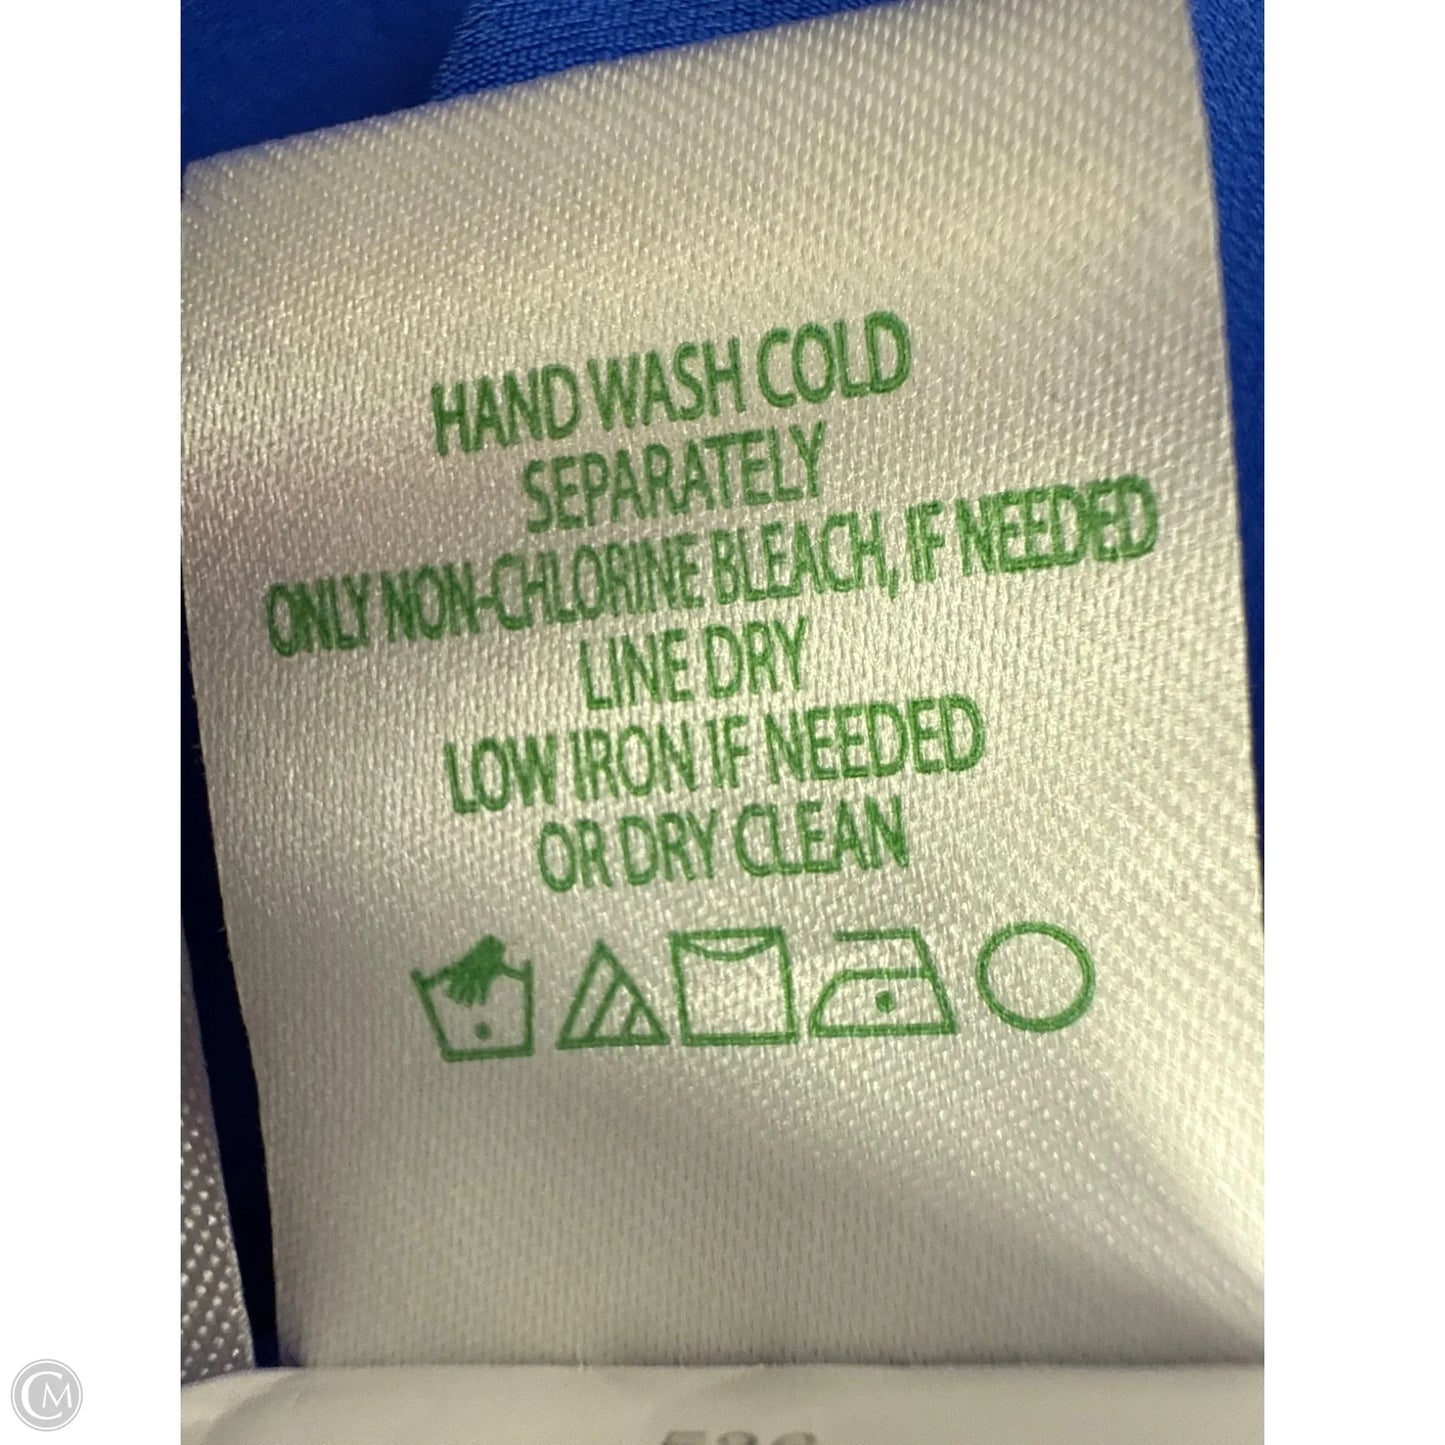 HAND WASH COLD
SEPARATELY
ONLY NON-CHLORINE BLEACH, IF NEEDED
LINE DRY
LOW IRON IF NEEDED
OR DRY CLEAN
CM